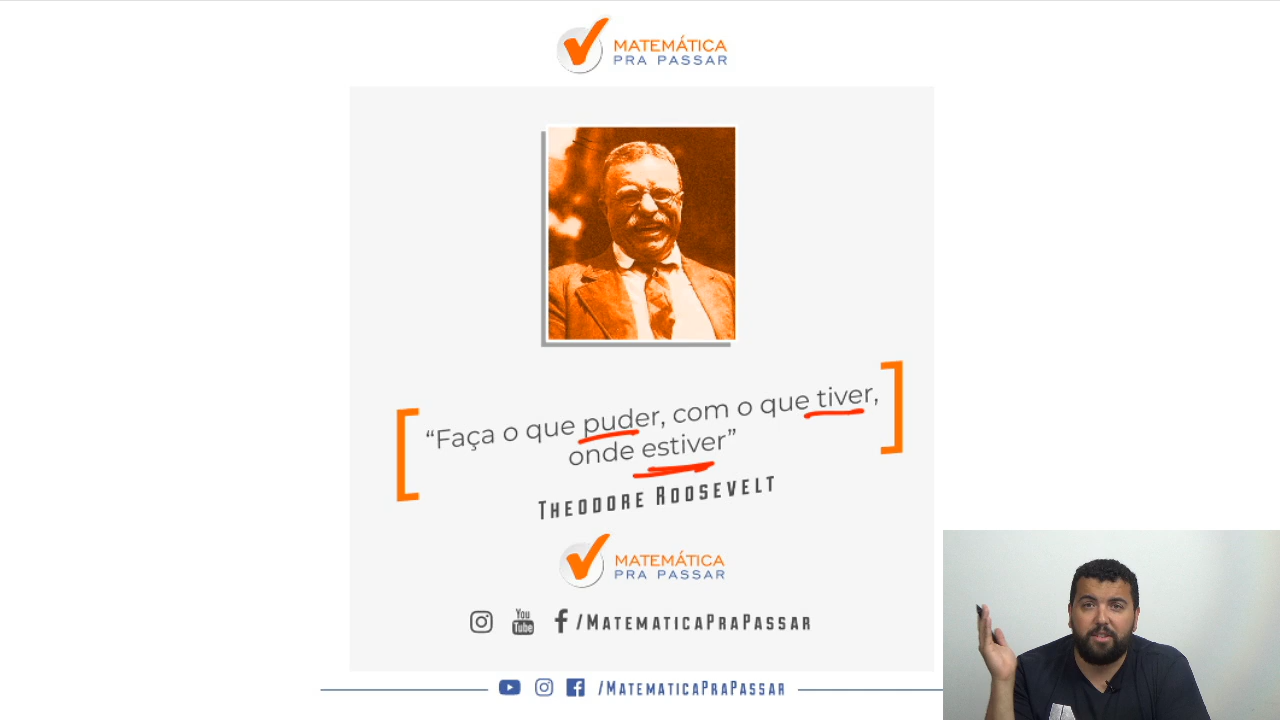 MATEMÁTICA
PRA PASSAR
“Faça o que puder, com o que tiver,
onde estiver”
THEODORE ROOSEVELT
MATEMÁTICA
PRA PASSAR
You
Tube
/MATEMATICAPRAPASSAR
/MATEMATICAPRAPASSAR